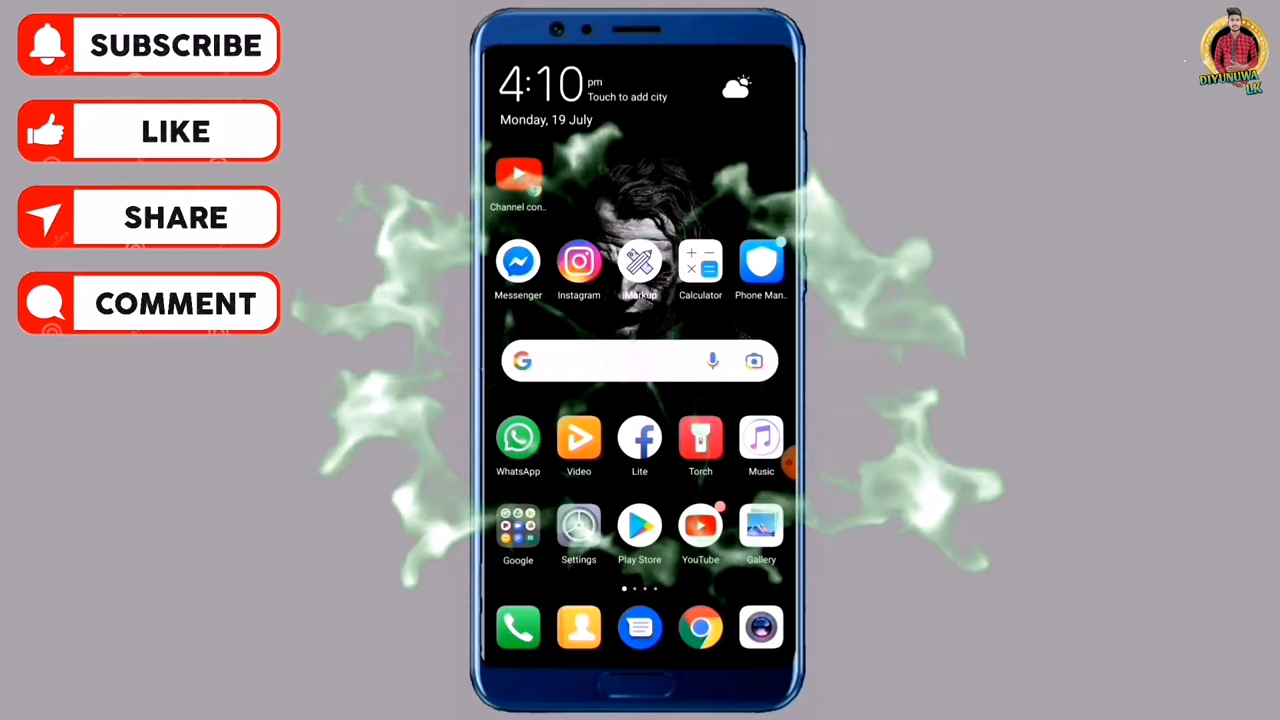 SUBSCRIBE
LIKE
SHARE
COMMENT
4:10 pm
Touch to add city
Monday, 19 July
Channel con..
Messenger
Instagram
iMarkup
Calculator
Phone Man..
WhatsApp
Video
Lite
Torch
Music
Google
Settings
Play Store
YouTube
Gallery
DIYUNUWA
LK